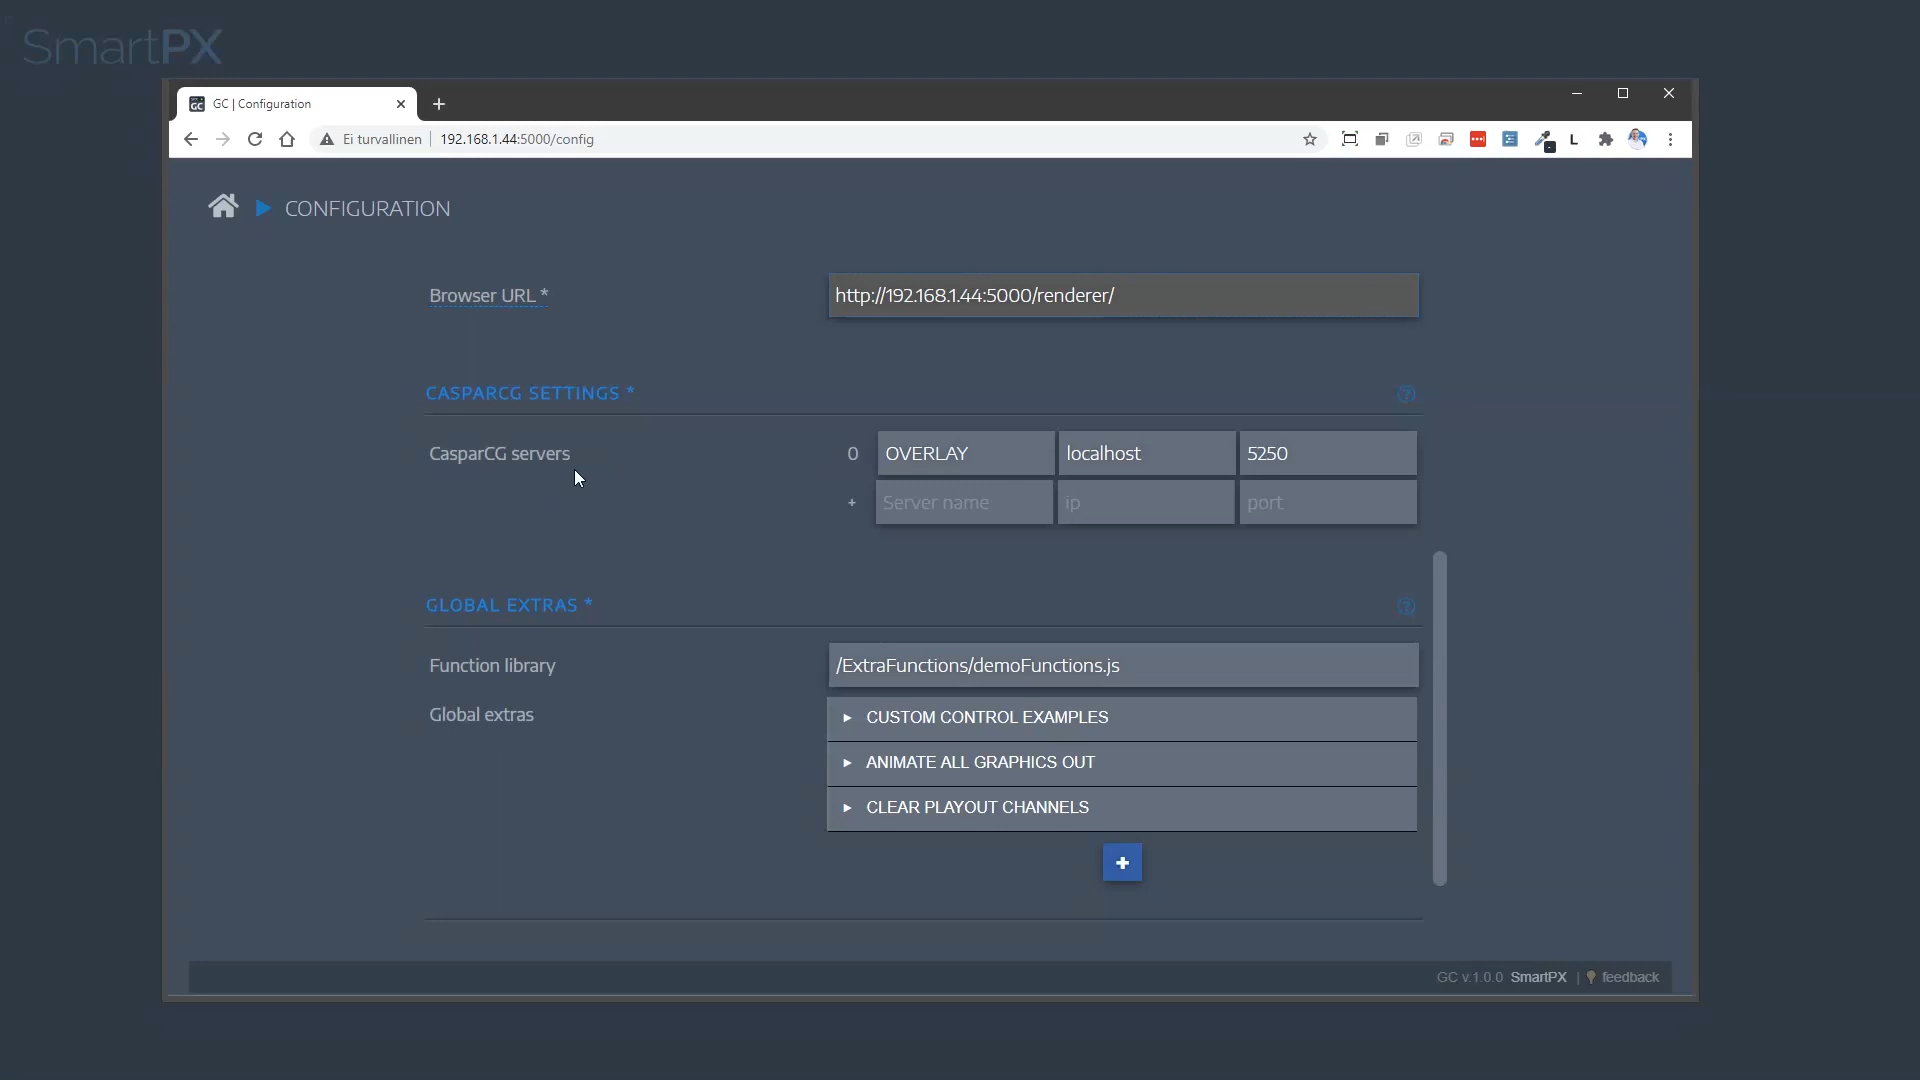 SmartPX
GC | Configuration
Ei turvallinen 192.168.1.44:5000/config
L
CONFIGURATION
Browser URL * http://192.168.1.44:5000/renderer/
CASPARCG SETTINGS *
CasparCG servers 0 OVERLAY localhost 5250
+ Server name ip port
GLOBAL EXTRAS *
Function library /ExtraFunctions/demoFunctions.js
Global extras
CUSTOM CONTROL EXAMPLES
ANIMATE ALL GRAPHICS OUT
CLEAR PLAYOUT CHANNELS
+
GC v.1.0.0 SmartPX | feedback